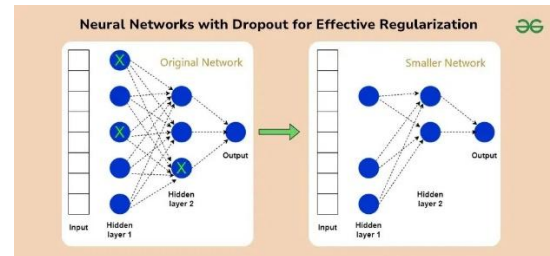 Neural Networks with Dropout for Effective Regularization
Original Network
X
X
X
Output
Input
Hidden
layer 1
Hidden
layer 2
Smaller Network
Output
Input
Hidden
layer 1
Hidden
layer 2